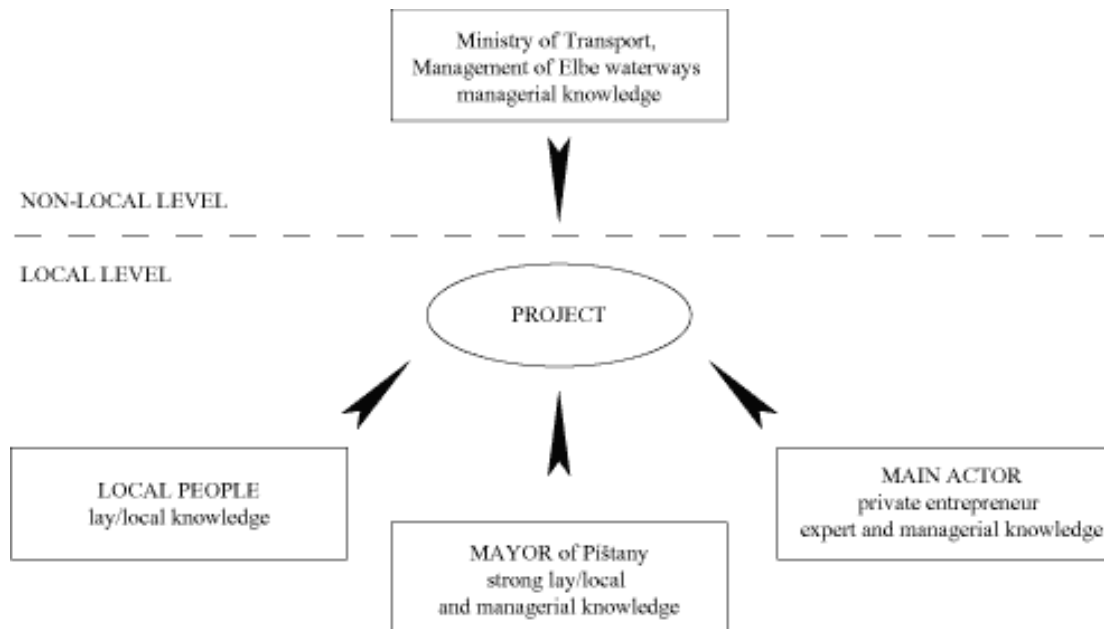 Ministry of Transport,
Management of Elbe waterways
managerial knowledge
NON-LOCAL LEVEL
LOCAL LEVEL
PROJECT
LOCAL PEOPLE
lay/local knowledge
MAYOR of Píštany
strong lay/local
and managerial knowledge
MAIN ACTOR
private entrepreneur
expert and managerial knowledge